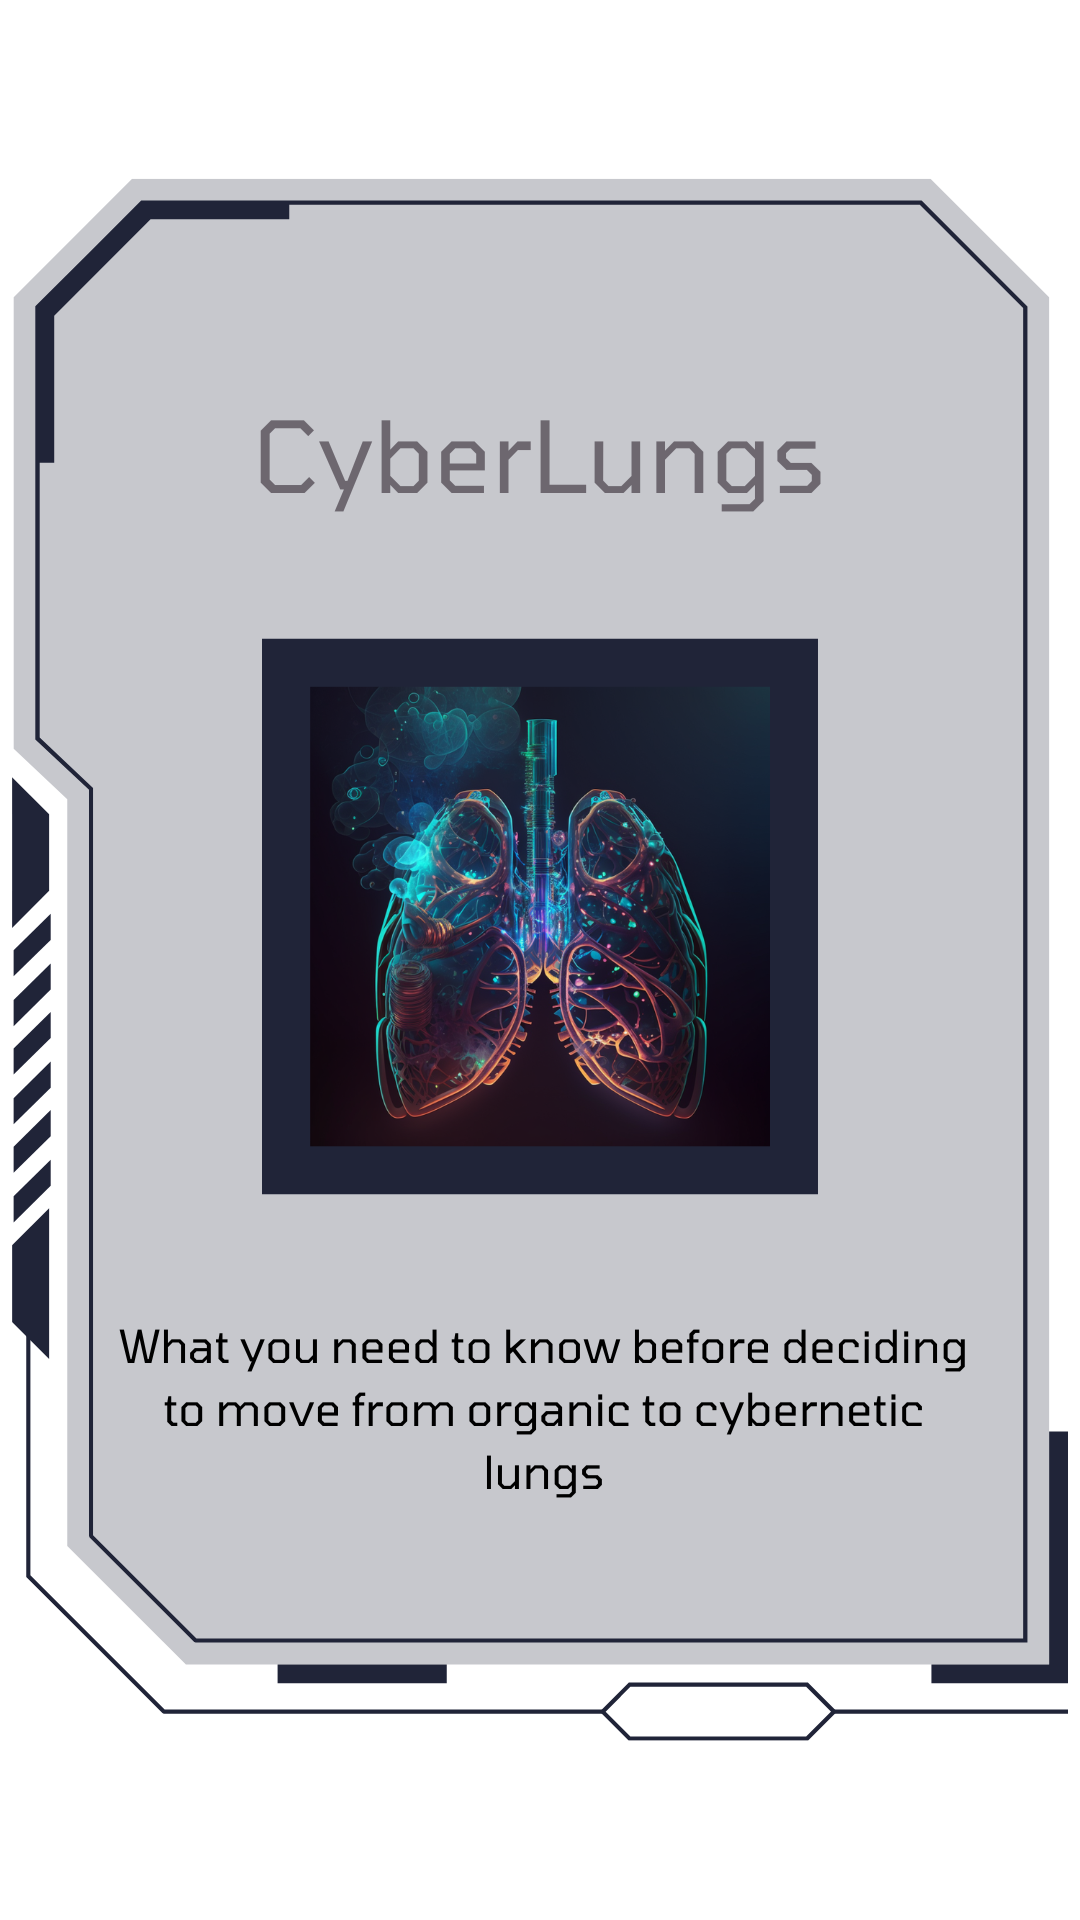 CyberLungs
What you need to know before deciding
to move from organic to cybernetic
lungs